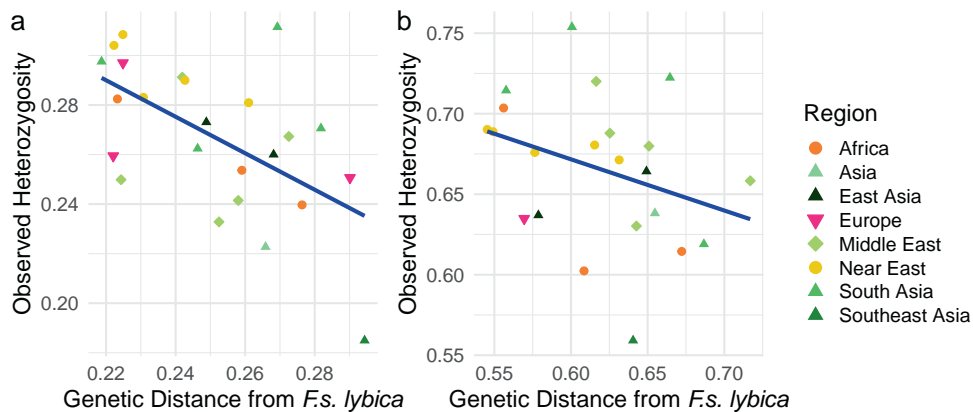 a
Observed Heterozygosity
0.28
0.24
0.20
0.22 0.24 0.26 0.28
Genetic Distance from F.s. lybica
b
Observed Heterozygosity
0.75
0.70
0.65
0.60
0.55
0.55 0.60 0.65 0.70
Genetic Distance from F.s. lybica
Region
Africa
Asia
East Asia
Europe
Middle East
Near East
South Asia
Southeast Asia